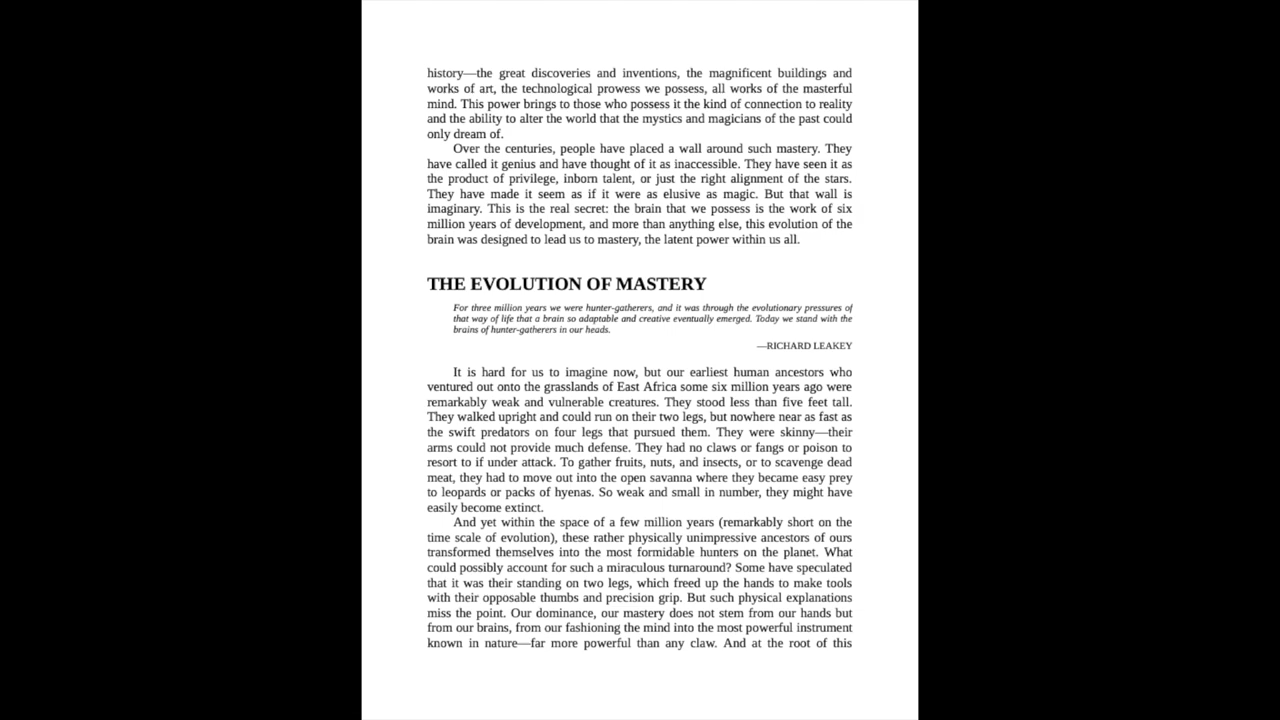 history—the great discoveries and inventions, the magnificent buildings and
works of art, the technological prowess we possess, all works of the masterful
mind. This power brings to those who possess it the kind of connection to reality
and the ability to alter the world that the mystics and magicians of the past could
only dream of.
Over the centuries, people have placed a wall around such mastery. They
have called it genius and have thought of it as inaccessible. They have seen it as
the product of privilege, inborn talent, or just the right alignment of the stars.
They have made it seem as if it were as elusive as magic. But that wall is
imaginary. This is the real secret: the brain that we possess is the work of six
million years of development, and more than anything else, this evolution of the
brain was designed to lead us to mastery, the latent power within us all.
THE EVOLUTION OF MASTERY
For three million years we were hunter-gatherers, and it was through the evolutionary pressures of
that way of life that a brain so adaptable and creative eventually emerged. Today we stand with the
brains of hunter-gatherers in our heads.
—RICHARD LEAKEY
It is hard for us to imagine now, but our earliest human ancestors who
ventured out onto the grasslands of East Africa some six million years ago were
remarkably weak and vulnerable creatures. They stood less than five feet tall.
They walked upright and could run on their two legs, but nowhere near as fast as
the swift predators on four legs that pursued them. They were skinny—their
arms could not provide much defense. They had no claws or fangs or poison to
resort to if under attack. To gather fruits, nuts, and insects, or to scavenge dead
meat, they had to move out into the open savanna where they became easy prey
to leopards or packs of hyenas. So weak and small in number, they might have
easily become extinct.
And yet within the space of a few million years (remarkably short on the
time scale of evolution), these rather physically unimpressive ancestors of ours
transformed themselves into the most formidable hunters on the planet. What
could possibly account for such a miraculous turnaround? Some have speculated
that it was their standing on two legs, which freed up the hands to make tools
with their opposable thumbs and precision grip. But such physical explanations
miss the point. Our dominance, our mastery does not stem from our hands but
from our brains, from our fashioning the mind into the most powerful instrument
known in nature—far more powerful than any claw. And at the root of this